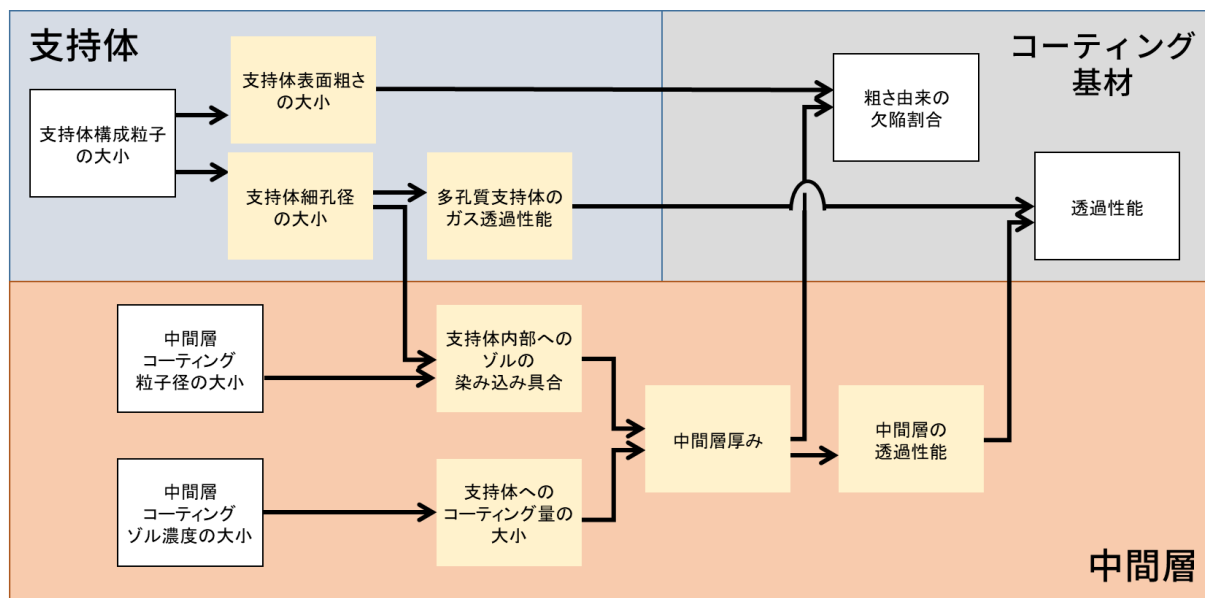 支持体
コーティング
基材
支持体表面粗さ
の大小
粗さ由来の
欠陥割合
支持体構成粒子
の大小
支持体細孔径
の大小
多孔質支持体の
ガス透過性能
透過性能
中間層
コーティング
粒子径の大小
支持体内部への
ゾルの
染み込み具合
中間層厚み
中間層の
透過性能
中間層
コーティング
ゾル濃度の大小
支持体への
コーティング量の
大小
中間層